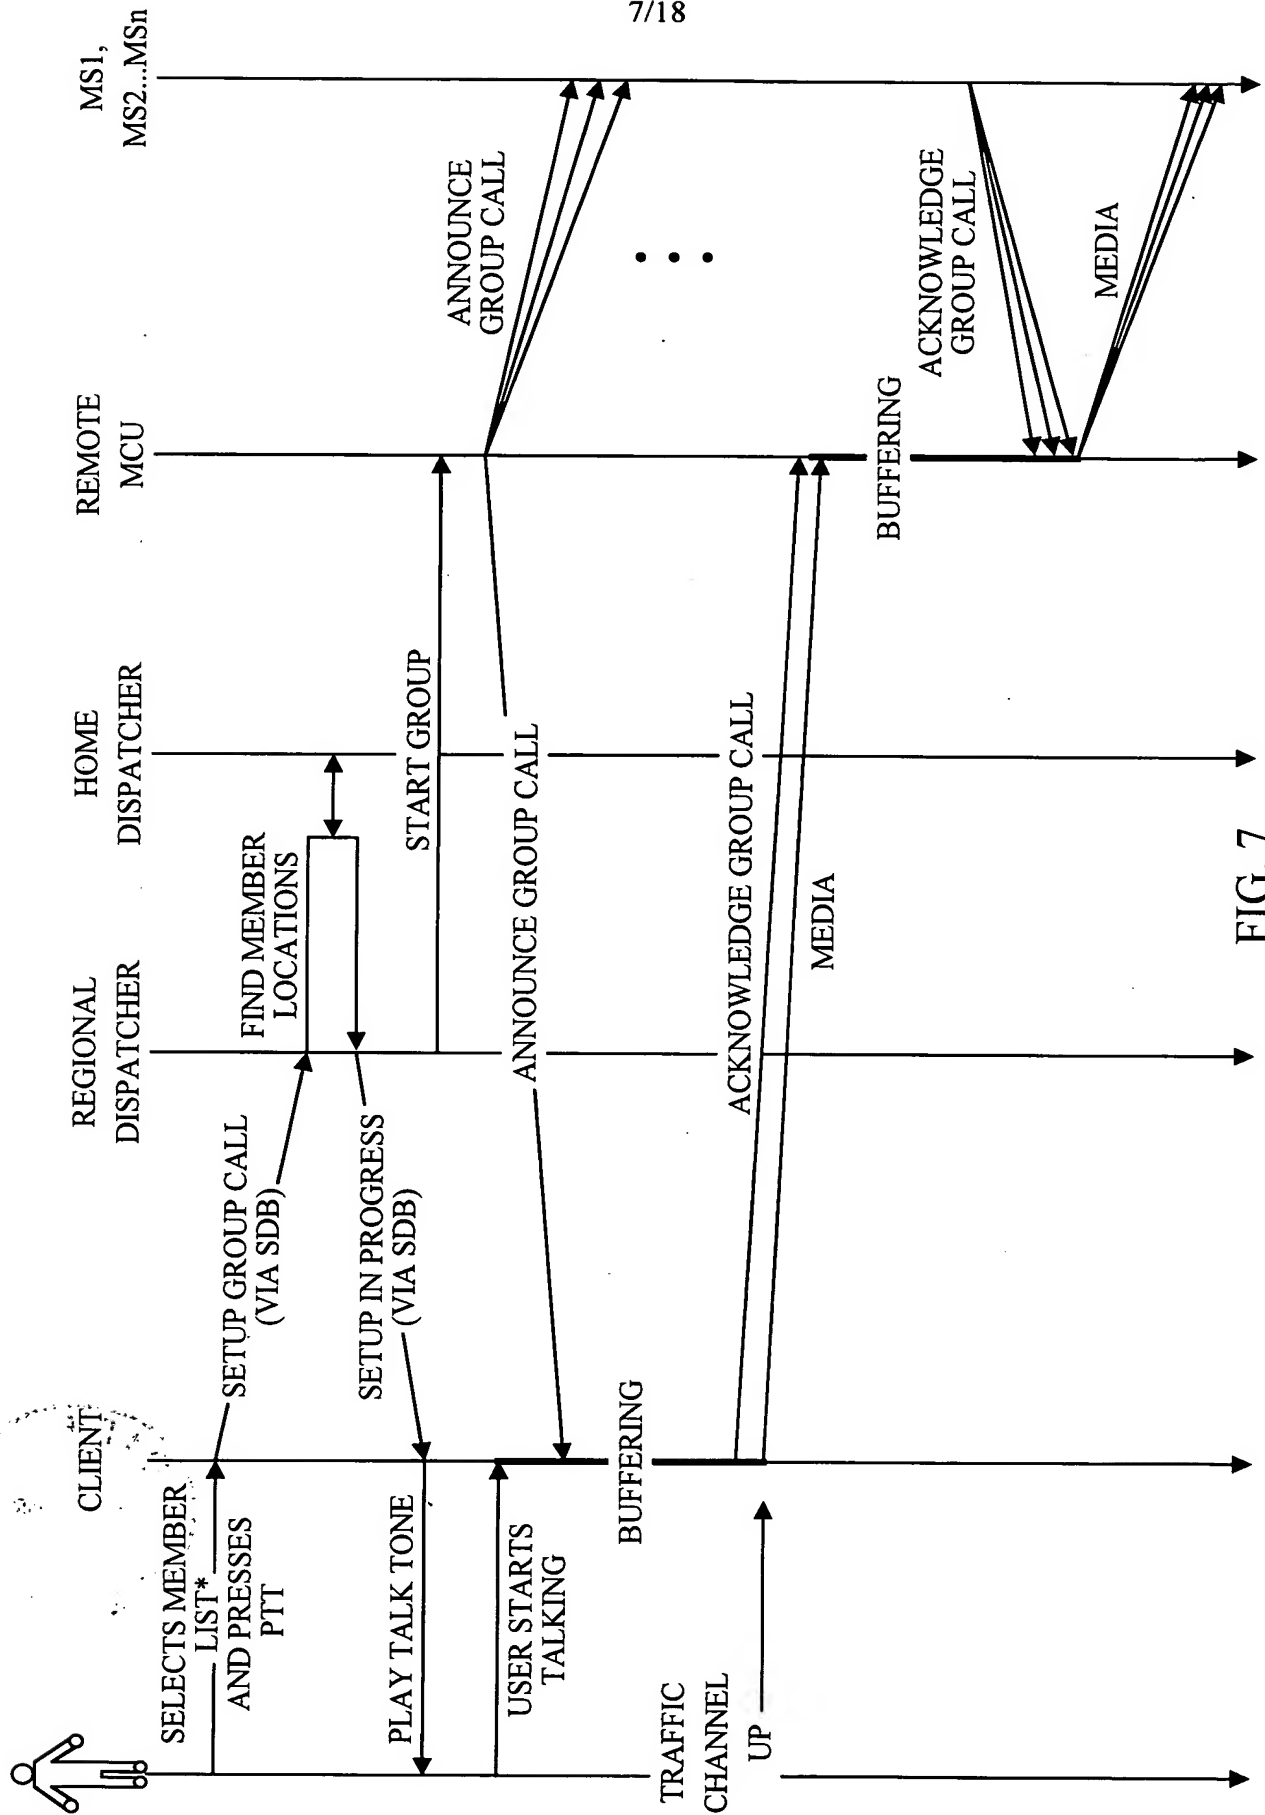 7/18
CLIENT
REGIONAL
DISPATCHER
HOME
DISPATCHER
REMOTE
MCU
MS1,
MS2...MSn
SELECTS MEMBER
LIST*
AND PRESSES
PTT
SETUP GROUP CALL
(VIA SDB)
FIND MEMBER
LOCATIONS
SETUP IN PROGRESS
(VIA SDB)
PLAY TALK TONE
START GROUP
ANNOUNCE
GROUP CALL
USER STARTS
TALKING
ANNOUNCE GROUP CALL
BUFFERING
TRAFFIC
CHANNEL
UP
ACKNOWLEDGE GROUP CALL
MEDIA
BUFFERING
ACKNOWLEDGE
GROUP CALL
MEDIA
FIG. 7